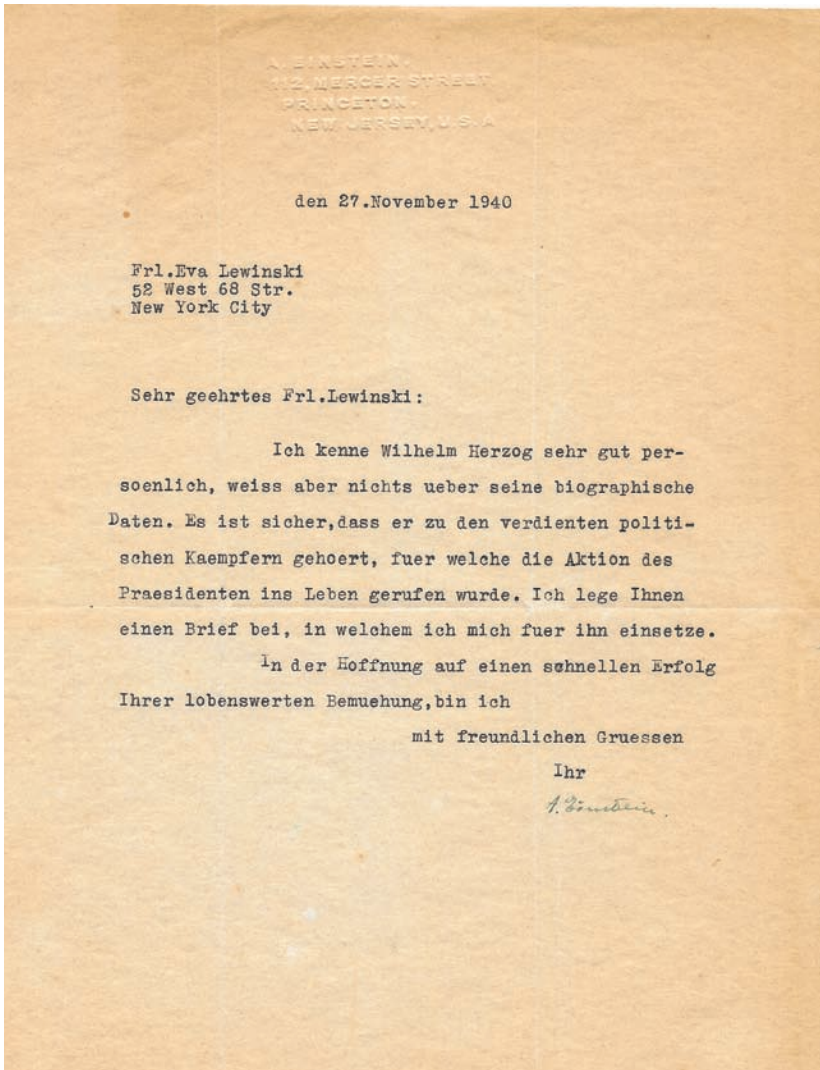 A. EINSTEIN.
112, MERCER STREET
PRINCETON.
NEW JERSEY, U.S.A
den 27.November 1940
Frl.Eva Lewinski
52 West 68 Str.
New York City
Sehr geehrtes Frl.Lewinski:
Ich kenne Wilhelm Herzog sehr gut per-
soenlich, weiss aber nichts ueber seine biographische
Daten. Es ist sicher,dass er zu den verdienten politi-
schen Kaempfern gehoert, fuer welche die Aktion des
Praesidenten ins Leben gerufen wurde. Ich lege Ihnen
einen Brief bei, in welchem ich mich fuer ihn einsetze.
In der Hoffnung auf einen schnellen Erfolg
Ihrer lobenswerten Bemuehung,bin ich
mit freundlichen Gruessen
Ihr
A. Einstein.